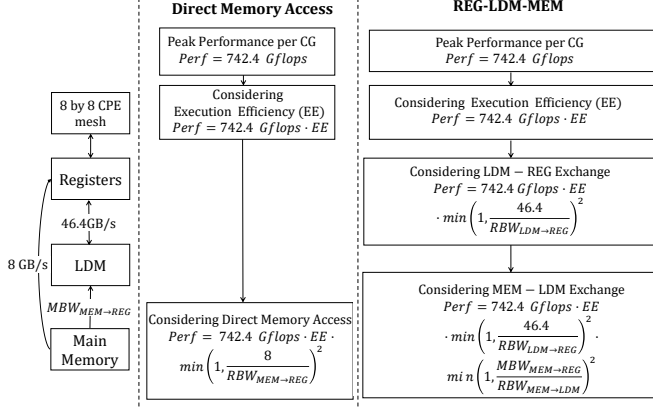 Direct Memory Access
REG-LDM-MEM
8 by 8 CPE
mesh
Registers
46.4GB/s
8 GB/s
LDM
MBW_{MEM→REG}
Main
Memory
Peak Performance per CG
Perf = 742.4 Gflops
Considering
Execution Efficiency (EE)
Perf = 742.4 Gflops · EE
Considering Direct Memory Access
Perf = 742.4 Gflops · EE ·
min(1, 8 / RBW_{MEM→REG})^2
Peak Performance per CG
Perf = 742.4 Gflops
Considering Execution Efficiency (EE)
Perf = 742.4 Gflops · EE
Considering LDM − REG Exchange
Perf = 742.4 Gflops · EE
· min(1, 46.4 / RBW_{LDM→REG})^2
Considering MEM − LDM Exchange
Perf = 742.4 Gflops · EE
· min(1, 46.4 / RBW_{LDM→REG})^2 ·
min(1, MBW_{MEM→REG} / RBW_{MEM→LDM})^2